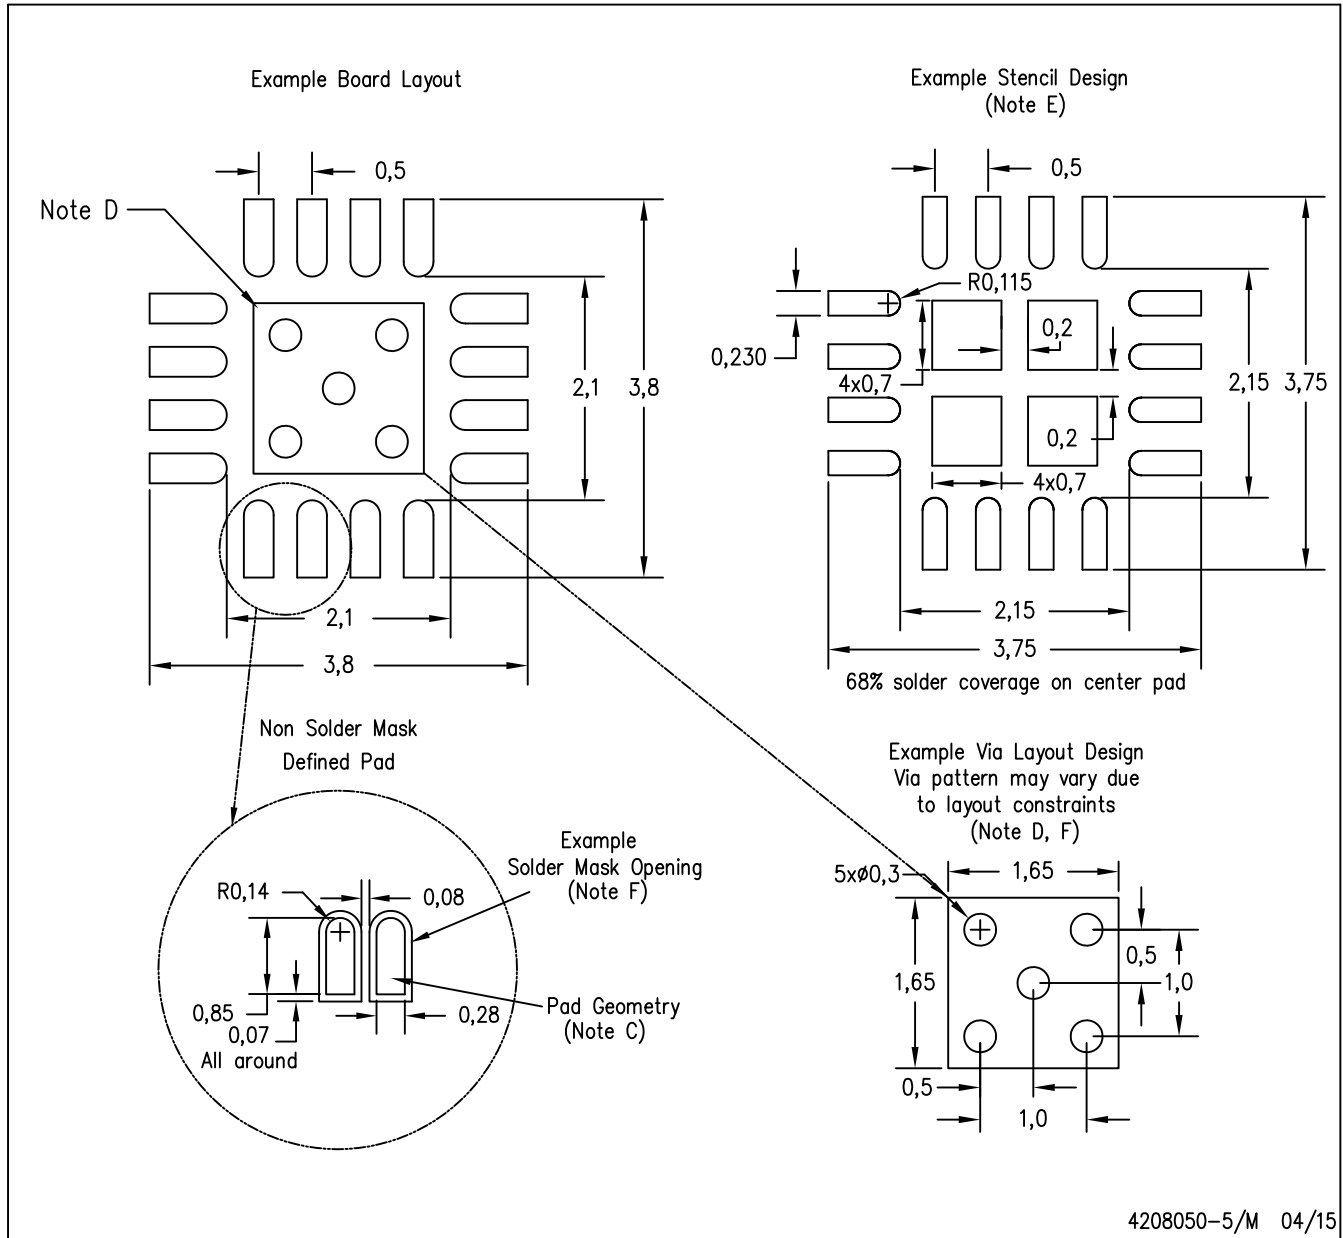 Example Board Layout
0,5
Note D
2,1
3,8
2,1
3,8
Example Stencil Design
(Note E)
0,5
R0,115
0,230
4x0,7
0,2
0,2
4x0,7
2,15
3,75
2,15
3,75
68% solder coverage on center pad
Non Solder Mask
Defined Pad
Example
Solder Mask Opening
(Note F)
R0,14
0,08
0,85
0,07
All around
0,28
Pad Geometry
(Note C)
Example Via Layout Design
Via pattern may vary due
to layout constraints
(Note D, F)
5xø0,3
1,65
1,65
0,5
1,0
0,5
1,0
4208050-5/M 04/15